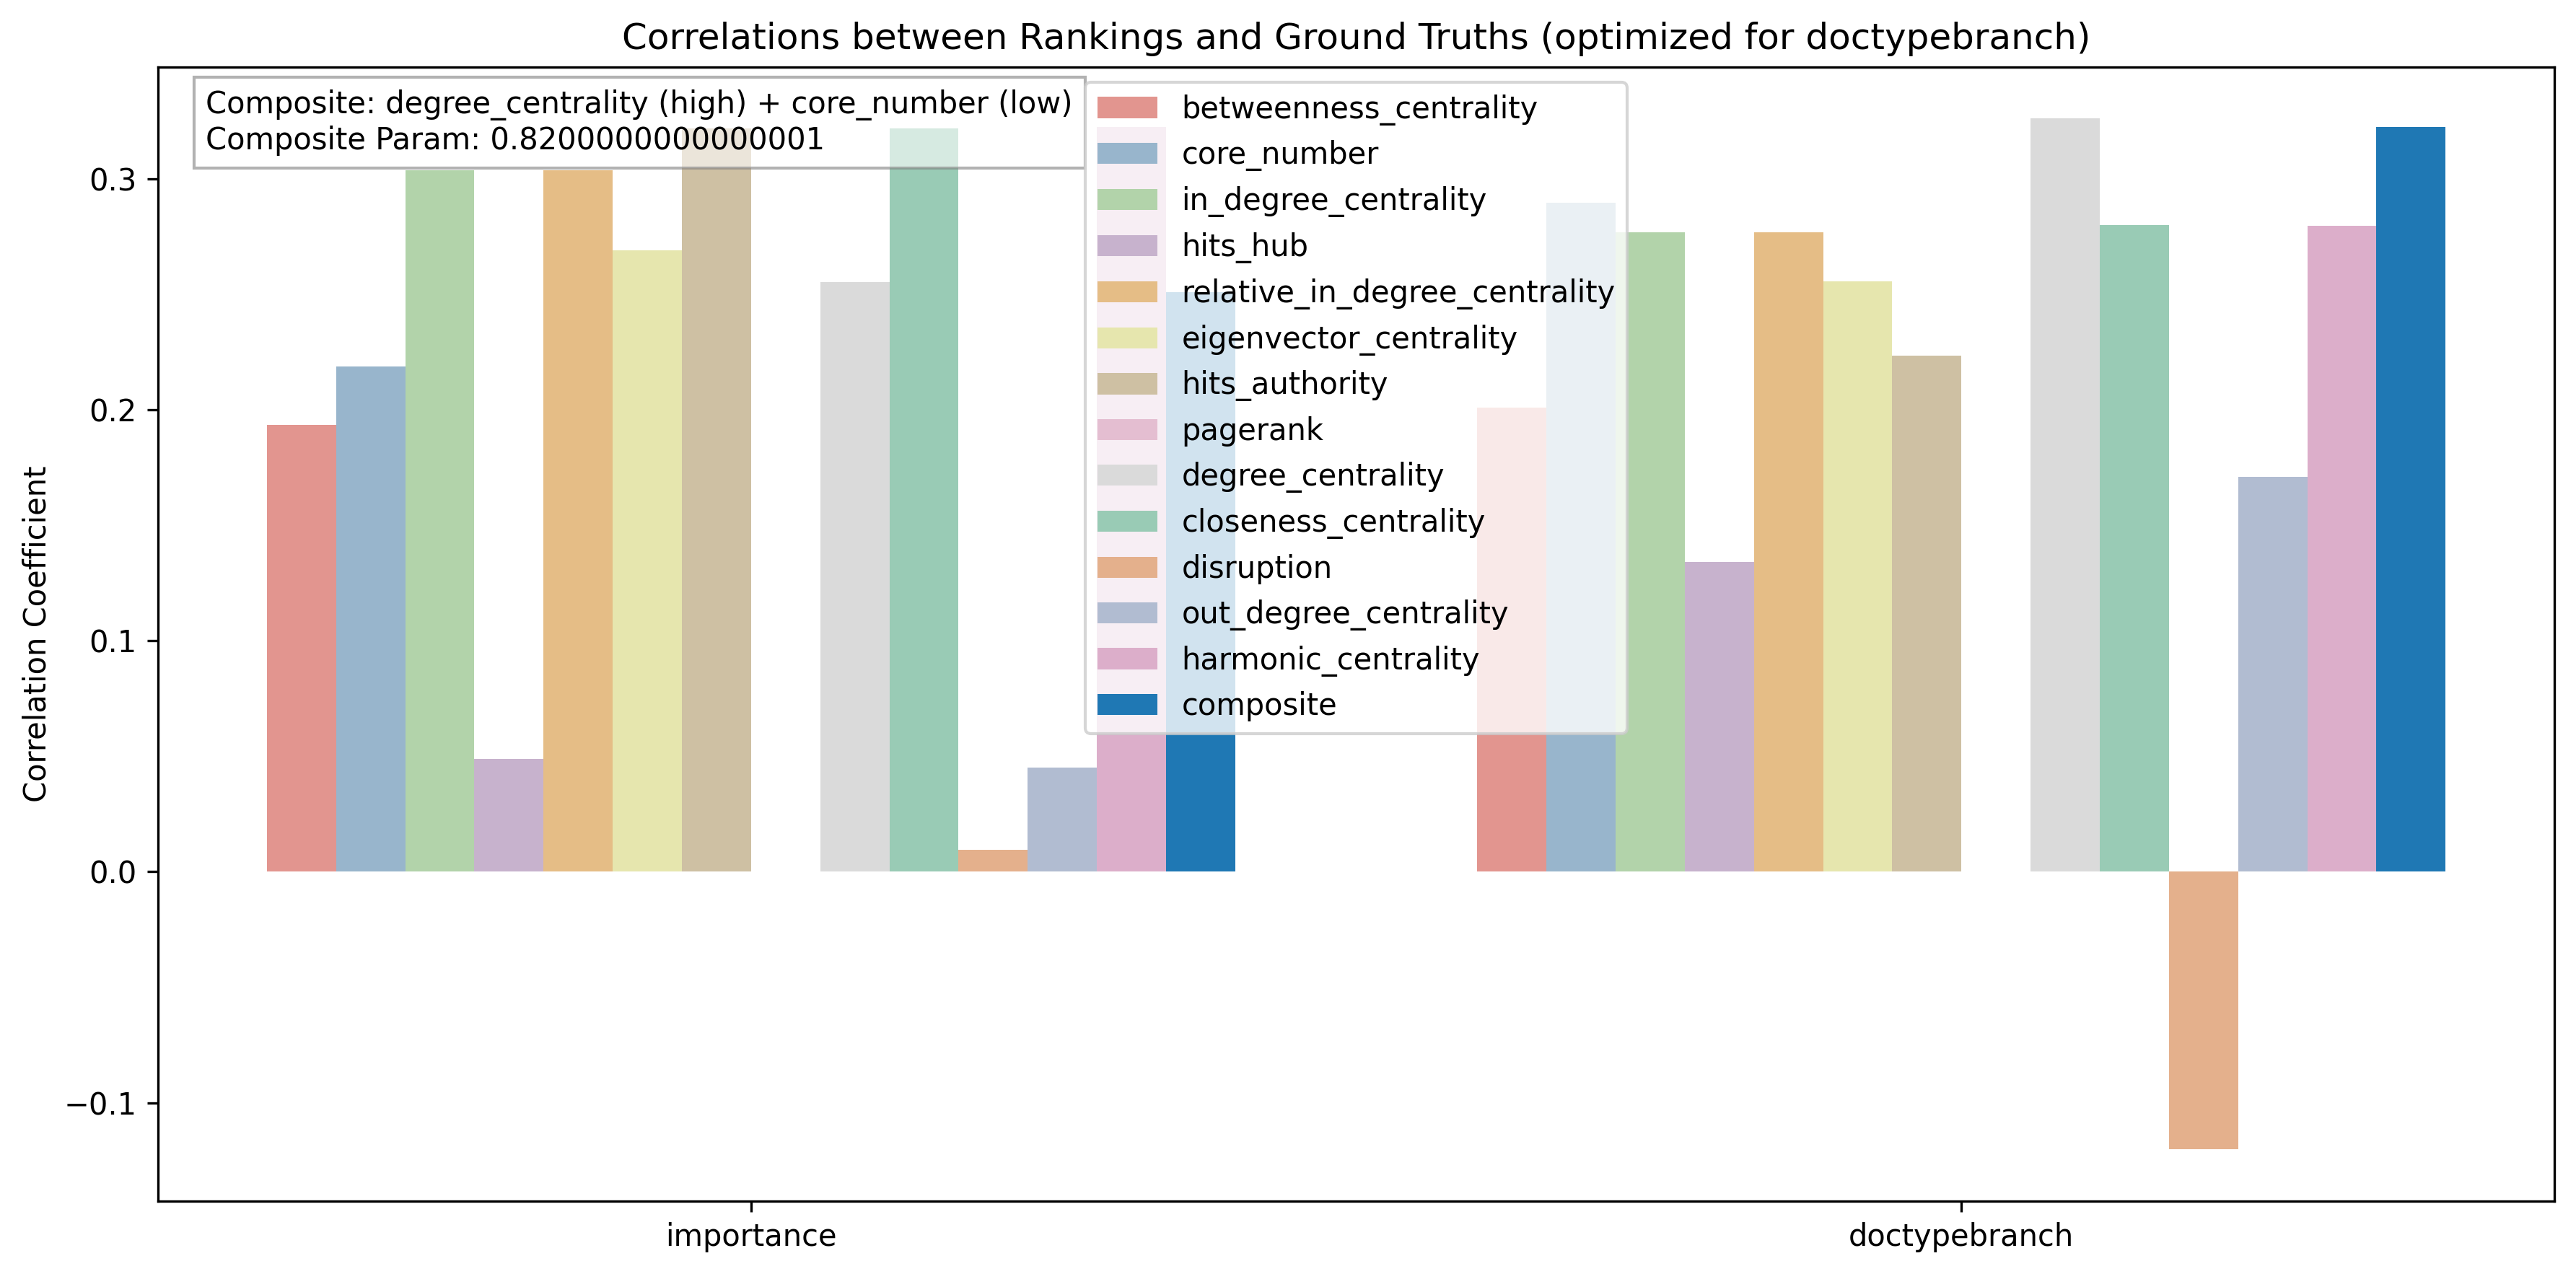 Correlations between Rankings and Ground Truths (optimized for doctypebranch)
Composite: degree_centrality (high) + core_number (low)
Composite Param: 0.8200000000000001
betweenness_centrality
core_number
in_degree_centrality
hits_hub
relative_in_degree_centrality
eigenvector_centrality
hits_authority
pagerank
degree_centrality
closeness_centrality
disruption
out_degree_centrality
harmonic_centrality
composite
Correlation Coefficient
0.3
0.2
0.1
0.0
−0.1
importance
doctypebranch